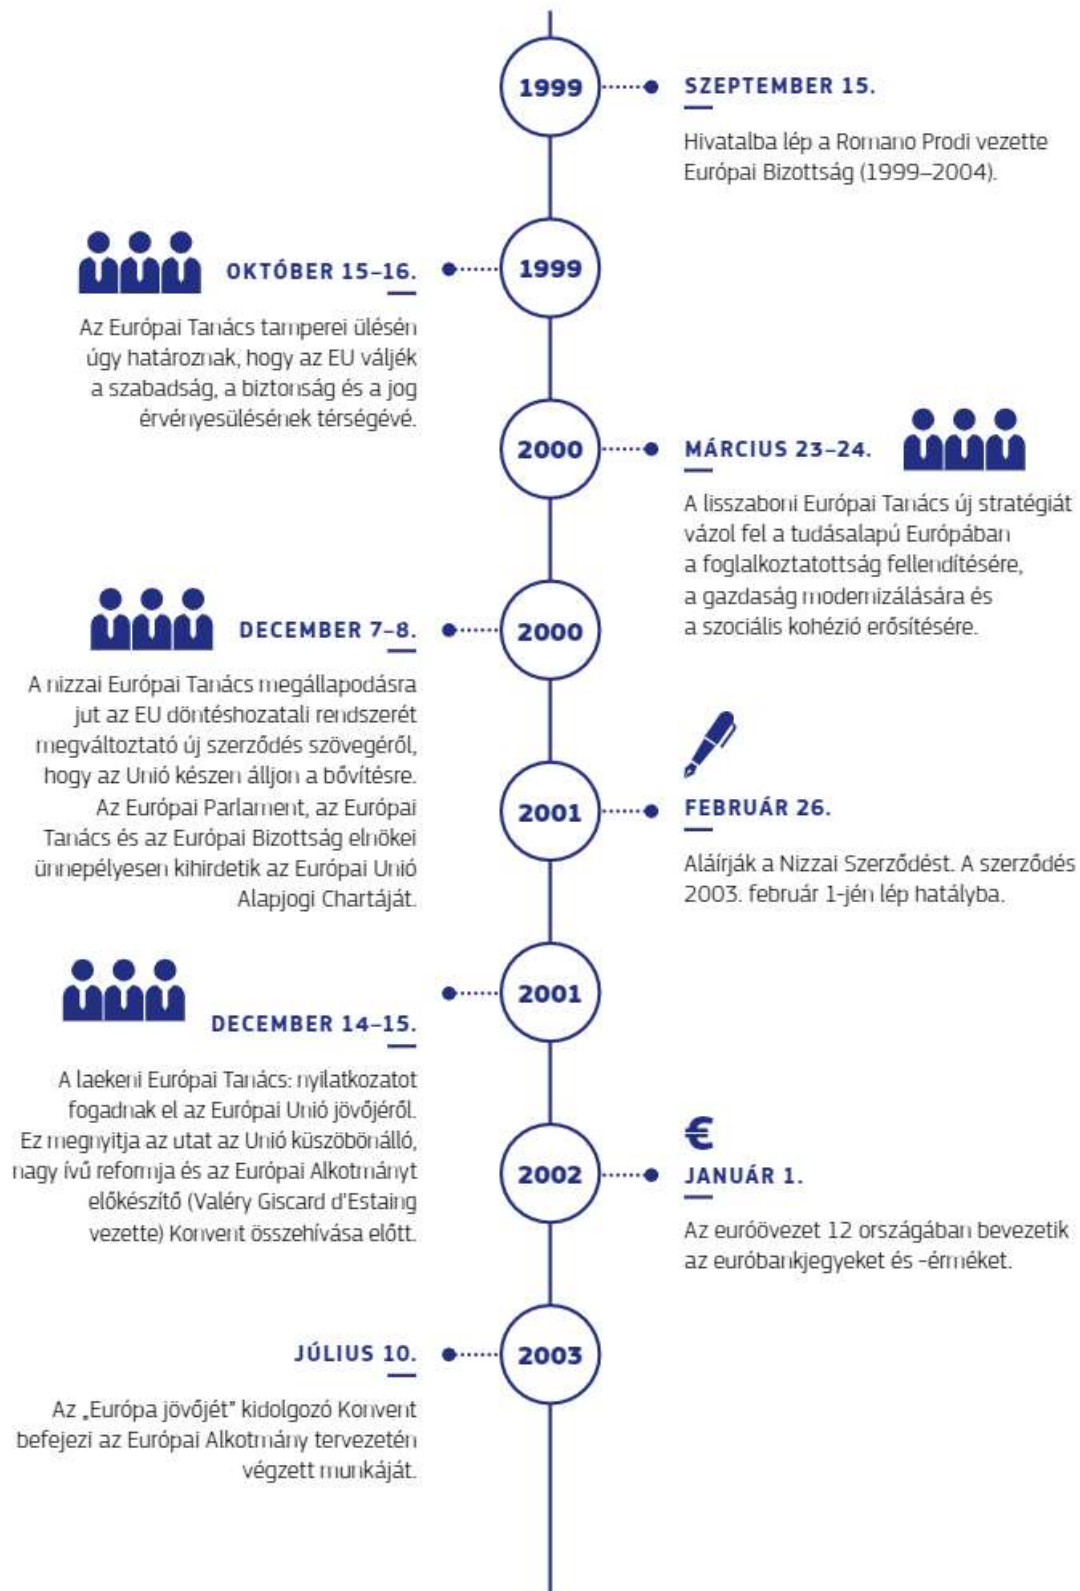 1999
SZEPTEMBER 15.
Hivatalba lép a Romano Prodi vezette
Európai Bizottság (1999–2004).
1999
OKTÓBER 15–16.
Az Európai Tanács tamperei ülésén
úgy határoznak, hogy az EU váljék
a szabadság, a biztonság és a jog
érvényesülésének térségévé.
2000
MÁRCIUS 23–24.
A lisszaboni Európai Tanács új stratégiát
vázol fel a tudásalapú Európában
a foglalkoztatottság fellendítésére,
a gazdaság modernizálására és
a szociális kohézió erősítésére.
2000
DECEMBER 7–8.
A nizzai Európai Tanács megállapodásra
jut az EU döntéshozatali rendszerét
megváltoztató új szerződés szövegéről,
hogy az Unió készen álljon a bővítésre.
Az Európai Parlament, az Európai
Tanács és az Európai Bizottság elnökei
ünnepélyesen kihirdetik az Európai Unió
Alapjogi Chartáját.
2001
FEBRUÁR 26.
Aláírják a Nizzai Szerződést. A szerződés
2003. február 1-jén lép hatályba.
2001
DECEMBER 14–15.
A laekeni Európai Tanács: nyilatkozatot
fogadnak el az Európai Unió jövőjéről.
Ez megnyitja az utat az Unió küszöbönálló,
nagy ívű reformja és az Európai Alkotmányt
előkészítő (Valéry Giscard d'Estaing
vezette) Konvent összehívása előtt.
2002
€
JANUÁR 1.
Az euróövezet 12 országában bevezetik
az euróbankjegyeket és -érméket.
2003
JÚLIUS 10.
Az „Európa jövőjét” kidolgozó Konvent
befejezi az Európai Alkotmány tervezetén
végzett munkáját.